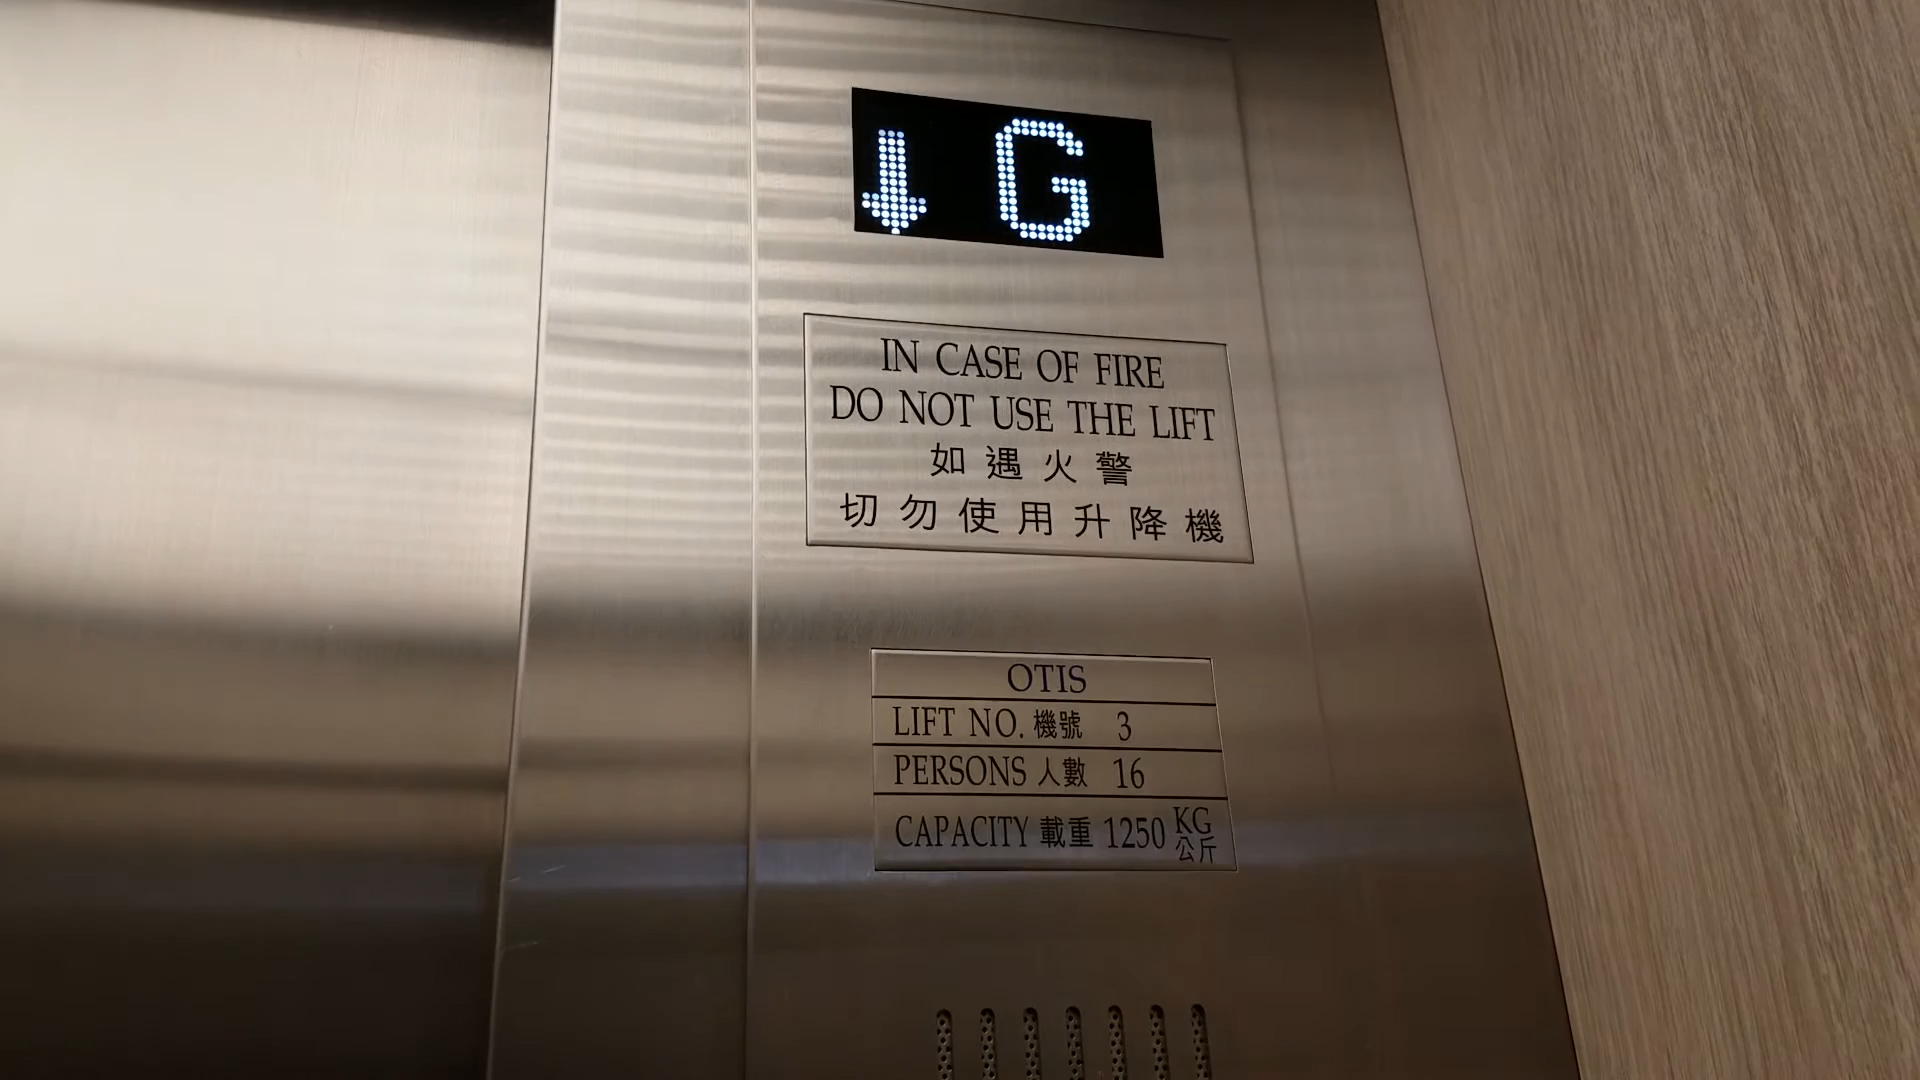 ↓ G
IN CASE OF FIRE
DO NOT USE THE LIFT
如遇火警
切勿使用升降機
OTIS
LIFT NO. 機號 3
PERSONS 人數 16
CAPACITY 載重 1250 KG 公斤